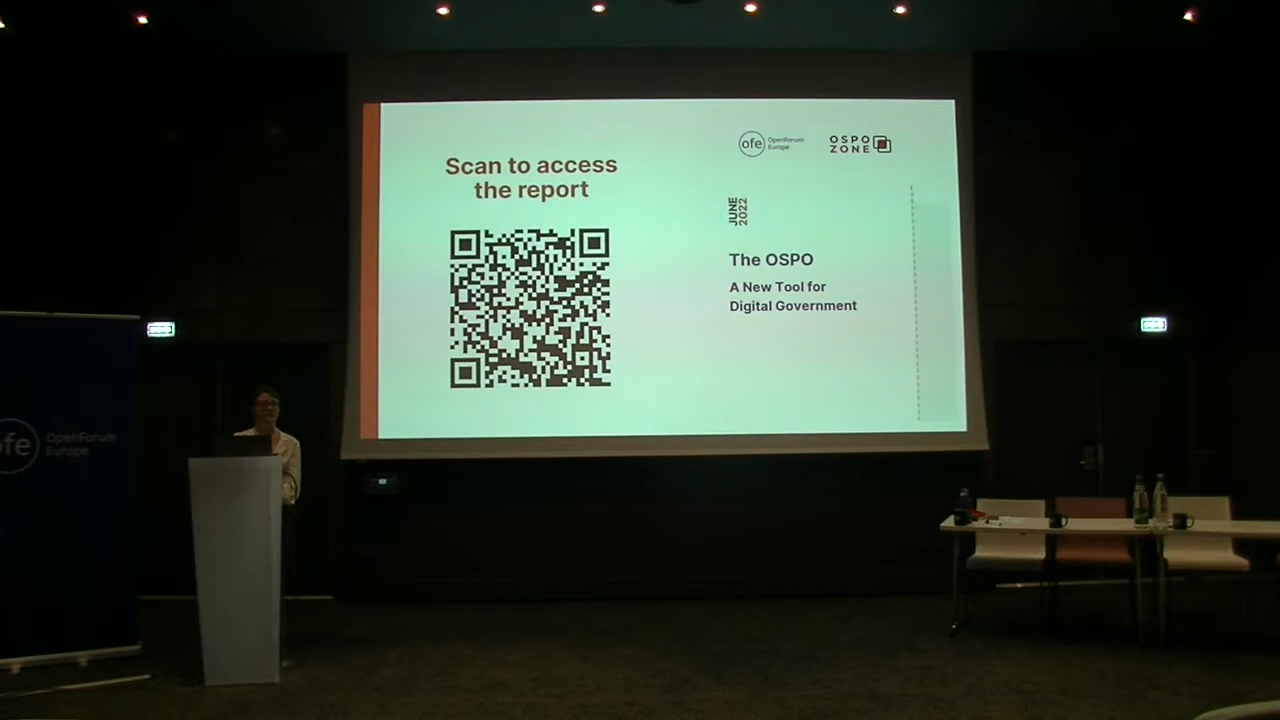 Scan to access
the report
ofe OpenForum
Europe
OSPO
ZONE
JUNE
2022
The OSPO
A New Tool for
Digital Government
ofe OpenForum
Europe